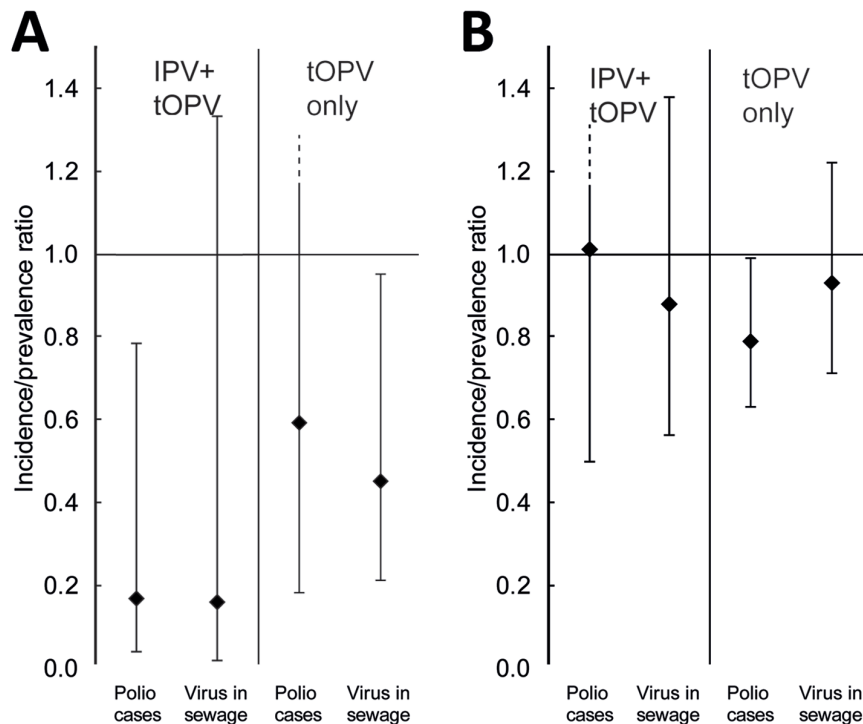 A
Incidence/prevalence ratio
1.4
1.2
1.0
0.8
0.6
0.4
0.2
0.0
IPV+
tOPV
tOPV
only
Polio
cases
Virus in
sewage
Polio
cases
Virus in
sewage
B
Incidence/prevalence ratio
1.4
1.2
1.0
0.8
0.6
0.4
0.2
0.0
IPV+
tOPV
tOPV
only
Polio
cases
Virus in
sewage
Polio
cases
Virus in
sewage